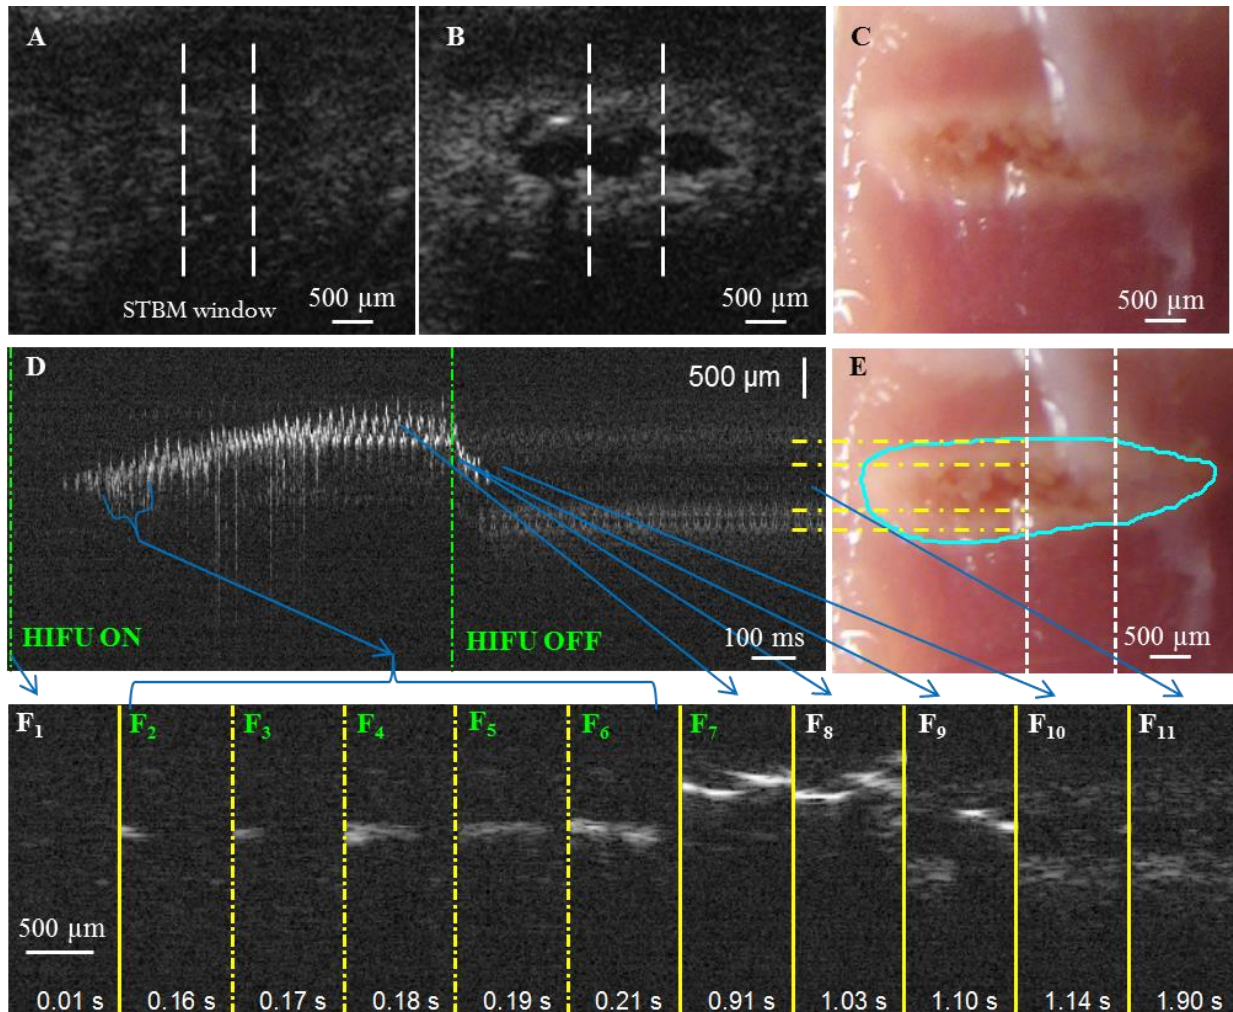 A
B
C
STBM window
500 µm
500 µm
500 µm
D
500 µm
E
HIFU ON
HIFU OFF
100 ms
500 µm
F1
F2
F3
F4
F5
F6
F7
F8
F9
F10
F11
500 µm
0.01 s
0.16 s
0.17 s
0.18 s
0.19 s
0.21 s
0.91 s
1.03 s
1.10 s
1.14 s
1.90 s